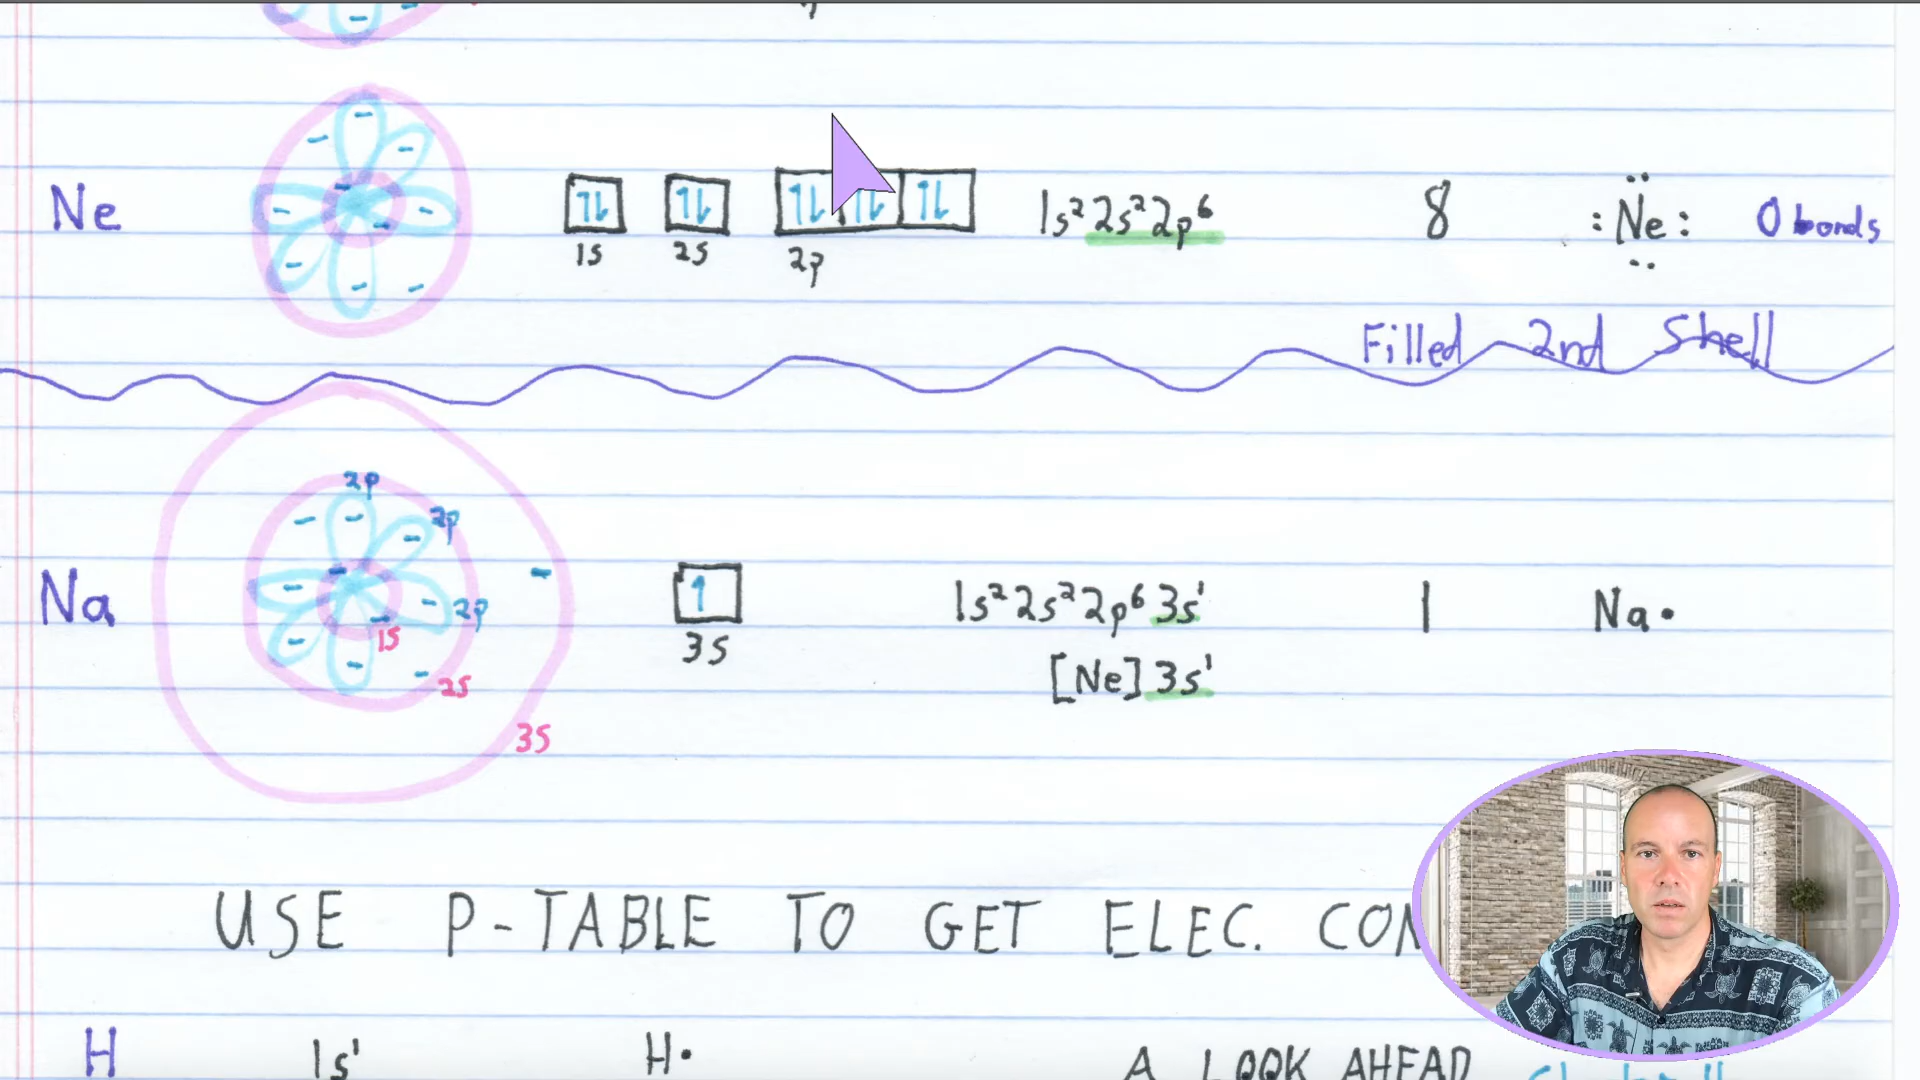 Ne 1s 2s 2p 1s²2s²2p⁶ 8 :Ne: 0 bonds
Filled 2nd Shell
2p
2p
Na 2p 1s 2s 3s 3s 1s²2s²2p⁶3s¹ 1 Na•
[Ne]3s¹
USE P-TABLE TO GET ELEC. CON
H 1s¹ H•
A LOOK AHEAD